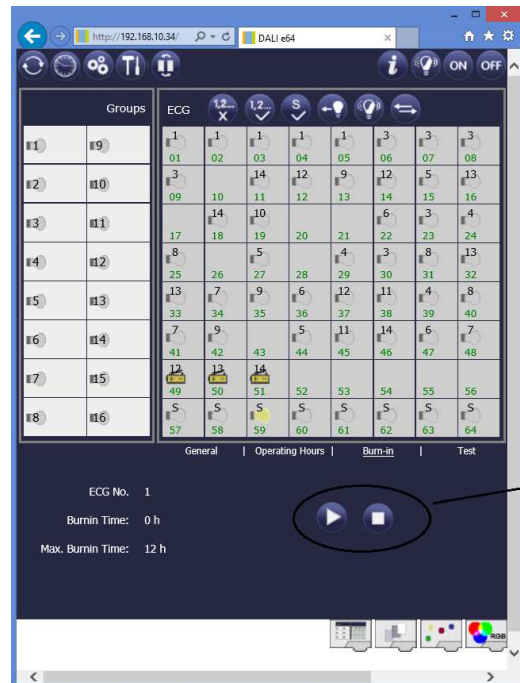 http://192.168.10.34/
DALI e64
i ON OFF
Groups ECG 1,2... X 1,2... S
1 9 1 1 1 1 1 3 3 3
01 02 03 04 05 06 07 08
2 10 3 14 12 9 12 5 13
09 10 11 12 13 14 15 16
3 11 14 10 6 3 4
17 18 19 20 21 22 23 24
4 12 8 5 4 3 8 13
25 26 27 28 29 30 31 32
5 13 13 7 9 6 12 11 4 8
33 34 35 36 37 38 39 40
6 14 7 9 5 11 14 6 7
41 42 43 44 45 46 47 48
7 15 12 13 14
49 50 51 52 53 54 55 56
8 16 S S S S S S S S
57 58 59 60 61 62 63 64
General | Operating Hours | Burn-in | Test
ECG No. 1
Burnin Time: 0 h
Max. Burnin Time: 12 h
RGB